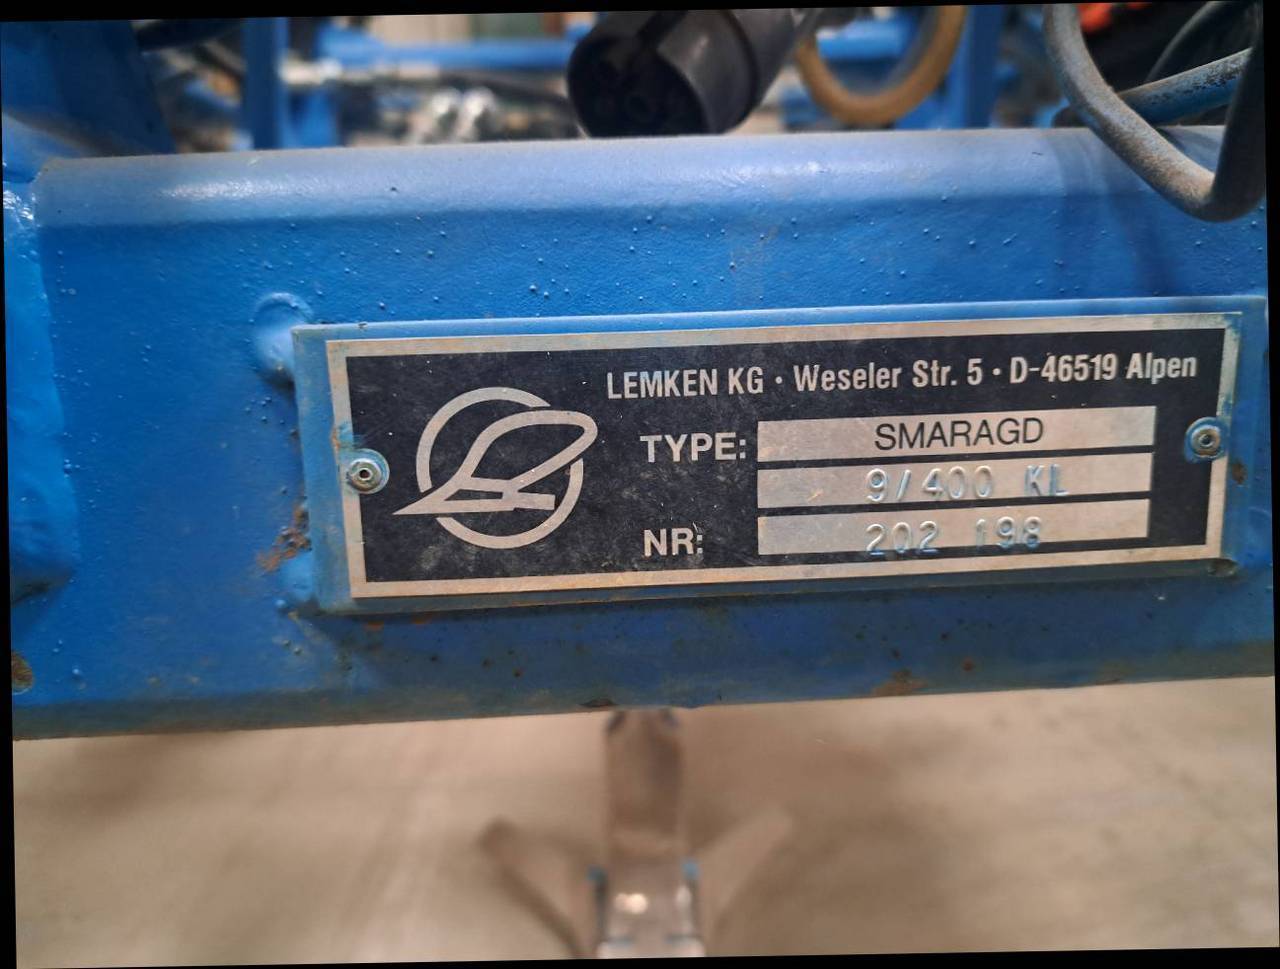 LEMKEN KG · Weseler Str. 5 · D-46519 Alpen
TYPE: SMARAGD
9/400 KL
NR: 202 198